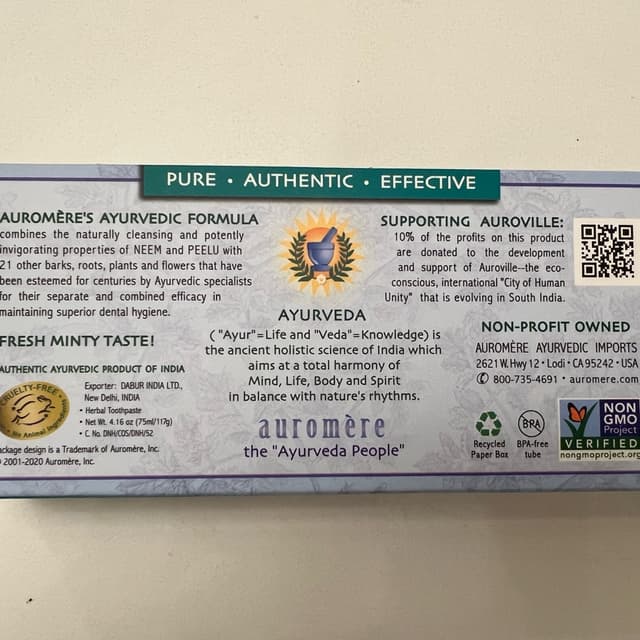 PURE • AUTHENTIC • EFFECTIVE
AUROMÈRE'S AYURVEDIC FORMULA
combines the naturally cleansing and potently
invigorating properties of NEEM and PEELU with
21 other barks, roots, plants and flowers that have
been esteemed for centuries by Ayurvedic specialists
for their separate and combined efficacy in
maintaining superior dental hygiene.
FRESH MINTY TASTE!
AUTHENTIC AYURVEDIC PRODUCT OF INDIA
CRUELTY-FREE
No Animal
Exporter: DABUR INDIA LTD.,
New Delhi, INDIA
• Herbal Toothpaste
• Net Wt. 4.16 oz (75ml/117g)
• C. No. DNH/COS/DNH/52
ackage design is a Trademark of Auromère, Inc.
2001-2020 Auromère, Inc.
AYURVEDA
( "Ayur"=Life and "Veda"=Knowledge) is
the ancient holistic science of India which
aims at a total harmony of
Mind, Life, Body and Spirit
in balance with nature's rhythms.
auromère
the "Ayurveda People"
SUPPORTING AUROVILLE:
10% of the profits on this product
are donated to the development
and support of Auroville--the eco-
conscious, international "City of Human
Unity" that is evolving in South India.
NON-PROFIT OWNED
AUROMÈRE AYURVEDIC IMPORTS
2621 W. Hwy 12 • Lodi • CA 95242 • USA
✆ 800-735-4691 • auromere.com
Recycled
Paper Box
BPA
BPA-free
tube
NON
GMO
Project
VERIFIED
nongmoproject.org